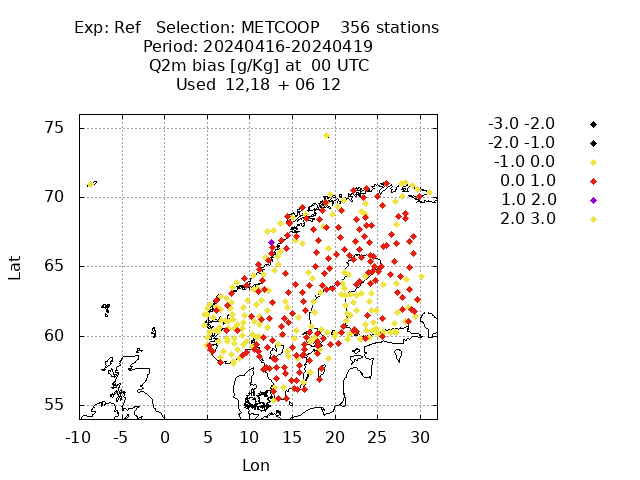 Exp: Ref   Selection: METCOOP    356 stations
Period: 20240416-20240419
Q2m bias [g/Kg] at  00 UTC
Used  12,18 + 06 12
-3.0 -2.0
-2.0 -1.0
-1.0 0.0
0.0 1.0
1.0 2.0
2.0 3.0
75
70
65
60
55
Lat
-10 -5 0 5 10 15 20 25 30
Lon